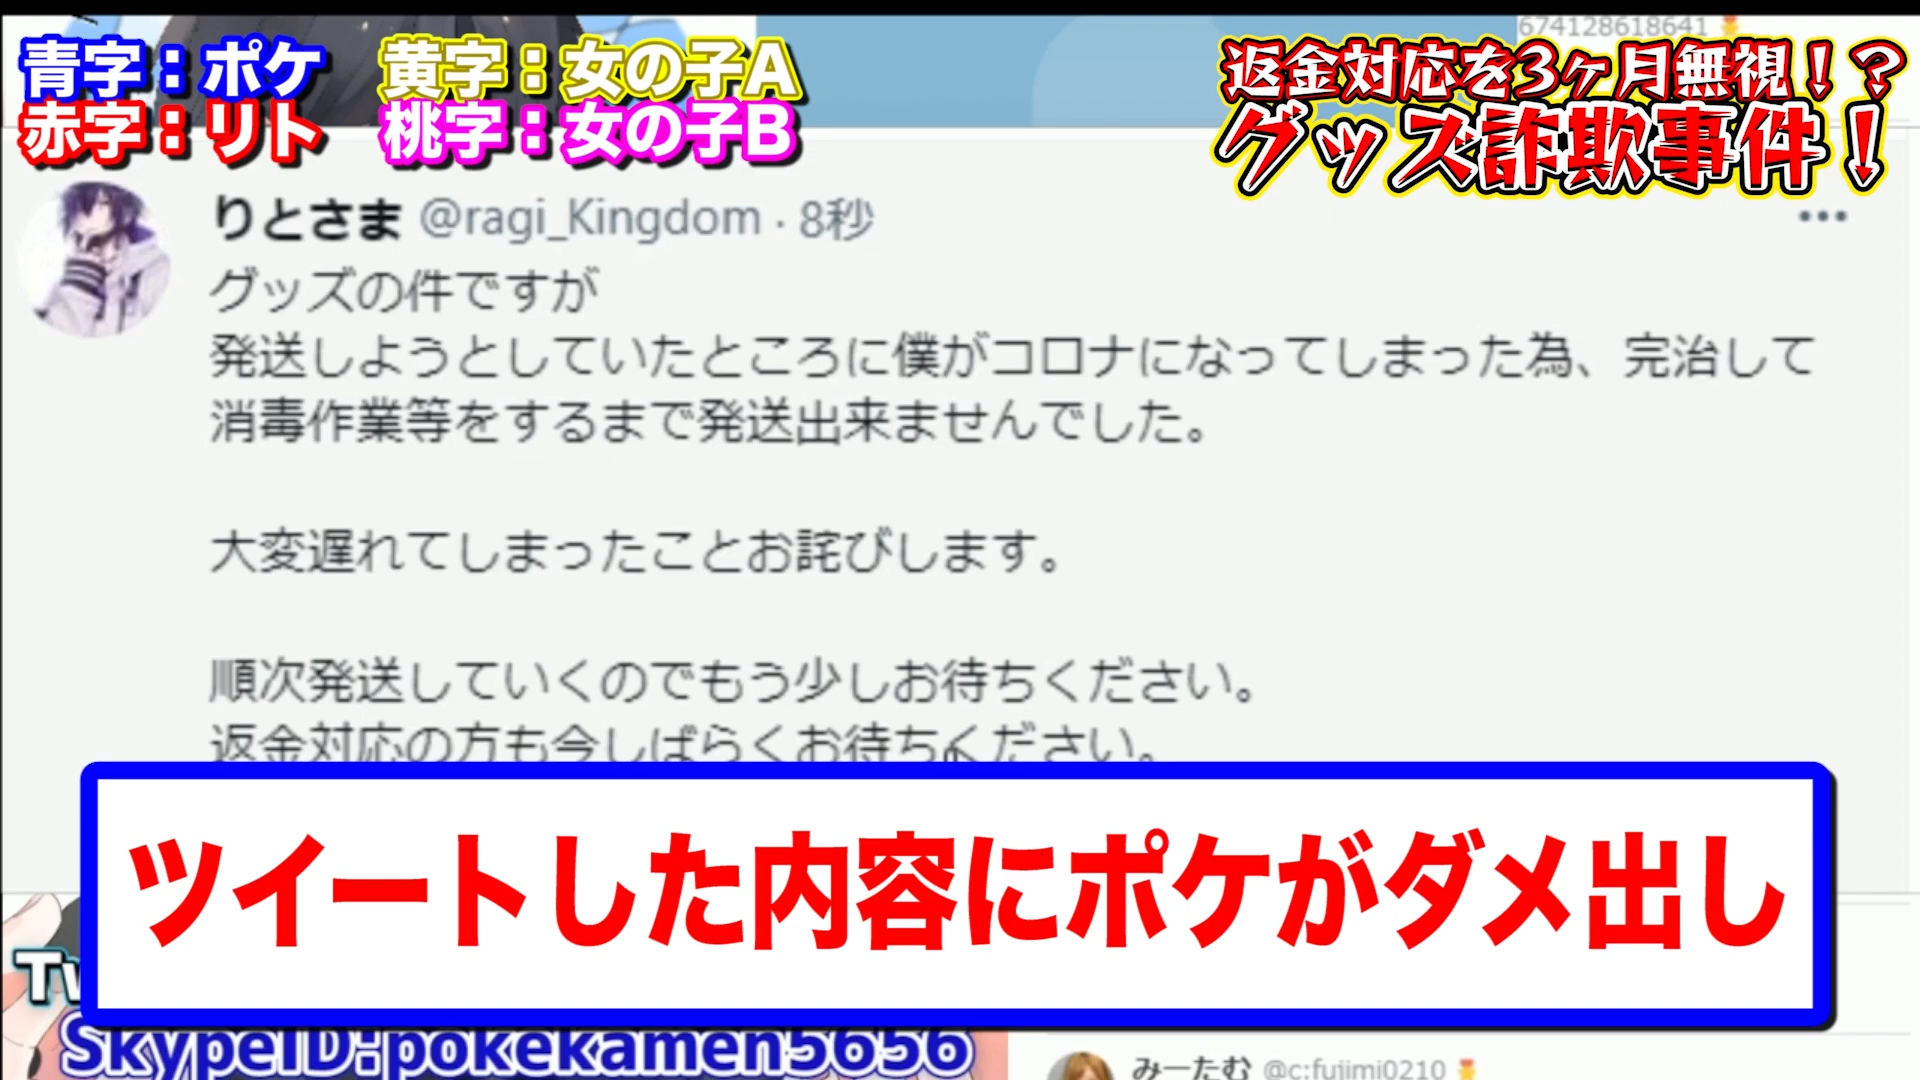 674128618641
青字：ポケ　黄字：女の子A
赤字：リト　桃字：女の子B
返金対応を3ヶ月無視！？
グッズ詐欺事件！
りとさま @ragi_Kingdom · 8秒
グッズの件ですが
発送しようとしていたところに僕がコロナになってしまった為、完治して
消毒作業等をするまで発送出来ませんでした。
大変遅れてしまったことお詫びします。
順次発送していくのでもう少しお待ちください。
返金対応の方も今しばらくお待ちください。
ツイートした内容にポケがダメ出し
Tw
SkypeID:pokekamen5656
みーたむ @c:fujimi0210